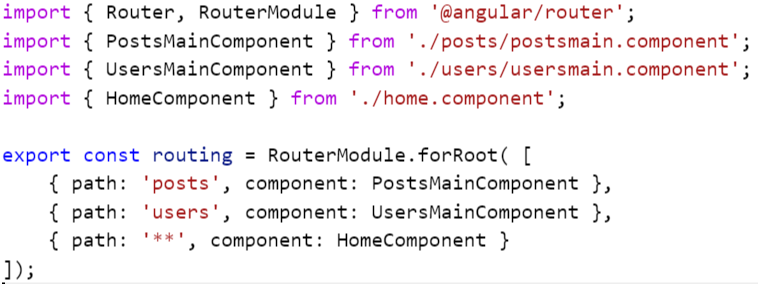 import { Router, RouterModule } from '@angular/router';
import { PostsMainComponent } from './posts/postsmain.component';
import { UsersMainComponent } from './users/usersmain.component';
import { HomeComponent } from './home.component';

export const routing = RouterModule.forRoot( [
    { path: 'posts', component: PostsMainComponent },
    { path: 'users', component: UsersMainComponent },
    { path: '**', component: HomeComponent }
]);